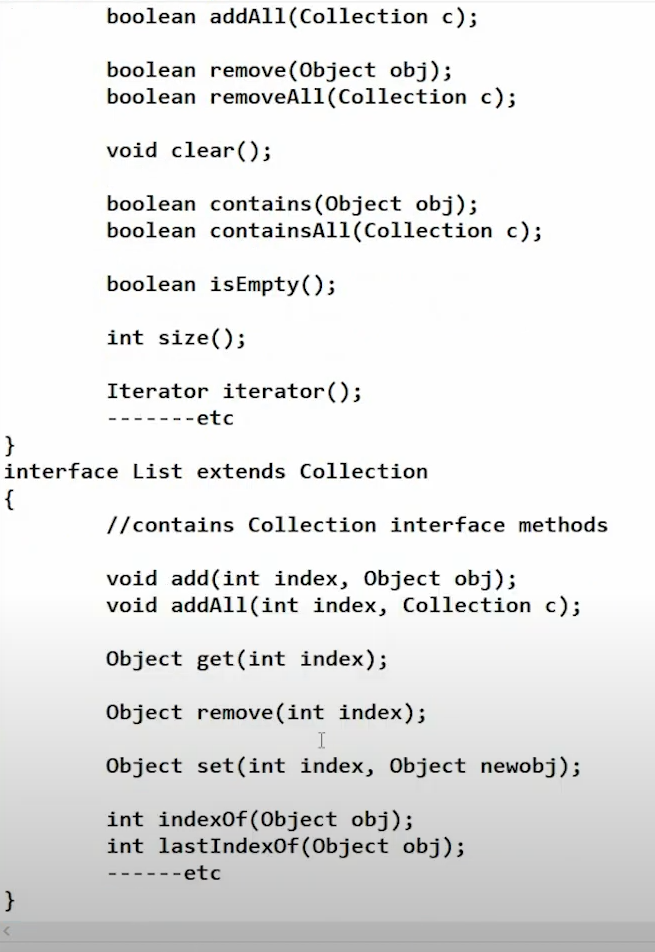 boolean addAll(Collection c);
boolean remove(Object obj);
boolean removeAll(Collection c);
void clear();
boolean contains(Object obj);
boolean containsAll(Collection c);
boolean isEmpty();
int size();
Iterator iterator();
-------etc
}
interface List extends Collection
{
//contains Collection interface methods
void add(int index, Object obj);
void addAll(int index, Collection c);
Object get(int index);
Object remove(int index);
Object set(int index, Object newobj);
int indexOf(Object obj);
int lastIndexOf(Object obj);
------etc
}